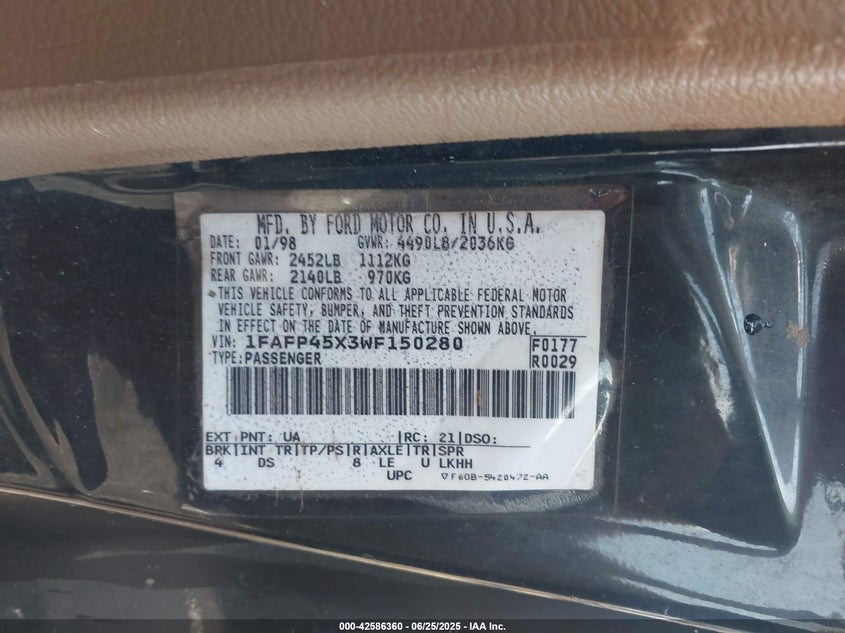 MFD. BY FORD MOTOR CO. IN U.S.A.
DATE: 01/98 GVWR: 4490LB/2036KG
FRONT GAWR: 2452LB 1112KG
REAR GAWR: 2140LB 970KG
*THIS VEHICLE CONFORMS TO ALL APPLICABLE FEDERAL MOTOR
VEHICLE SAFETY, BUMPER, AND THEFT PREVENTION STANDARDS
IN EFFECT ON THE DATE OF MANUFACTURE SHOWN ABOVE.
VIN: 1FAFP45X3WF150280 F0177
TYPE: PASSENGER R0029
EXT PNT: UA |RC: 21|DSO:
BRK|INT TR|TP/PS|R|AXLE|TR|SPR
4 DS 8 LE U LKHH
UPC ▽F60B-5420472-AA
000-42586360 / 06/25/2025 - IAA Inc.